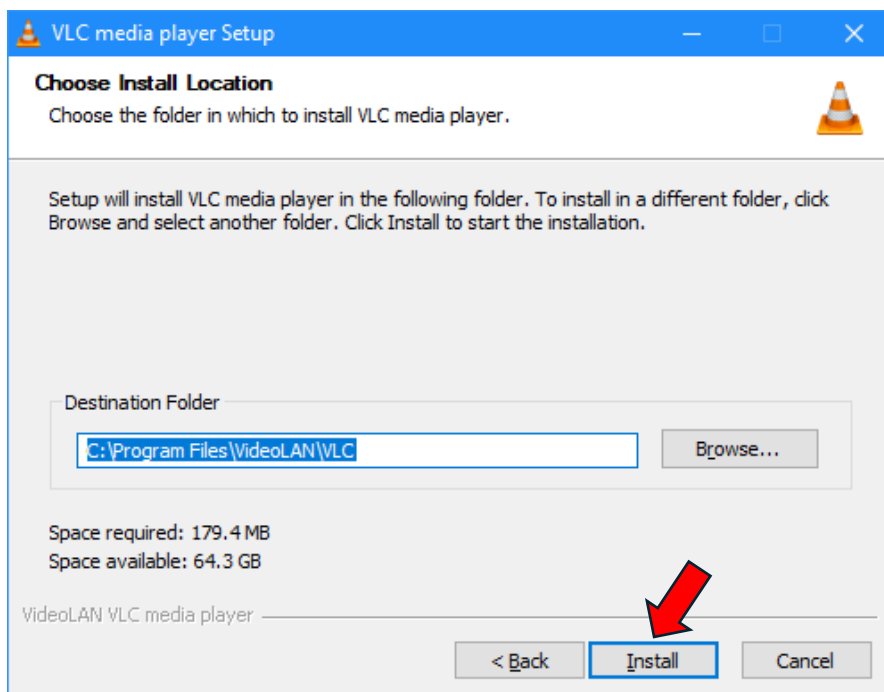 VLC media player Setup
Choose Install Location
Choose the folder in which to install VLC media player.
Setup will install VLC media player in the following folder. To install in a different folder, click
Browse and select another folder. Click Install to start the installation.
Destination Folder
C:\Program Files\VideoLAN\VLC
Browse...
Space required: 179.4 MB
Space available: 64.3 GB
VideoLAN VLC media player
< Back Install Cancel